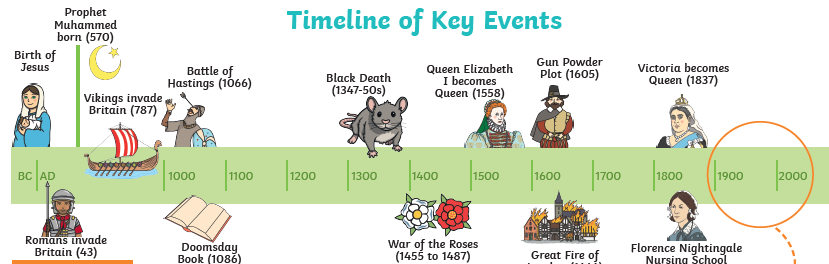 Timeline of Key Events
Prophet
Muhammed
born (570)
Birth of
Jesus
Vikings invade
Britain (787)
Battle of
Hastings (1066)
Black Death
(1347-50s)
Queen Elizabeth
I becomes
Queen (1558)
Gun Powder
Plot (1605)
Victoria becomes
Queen (1837)
BC AD 1000 1100 1200 1300 1400 1500 1600 1700 1800 1900 2000
Romans invade
Britain (43)
Doomsday
Book (1086)
War of the Roses
(1455 to 1487)
Great Fire of
Florence Nightingale
Nursing School